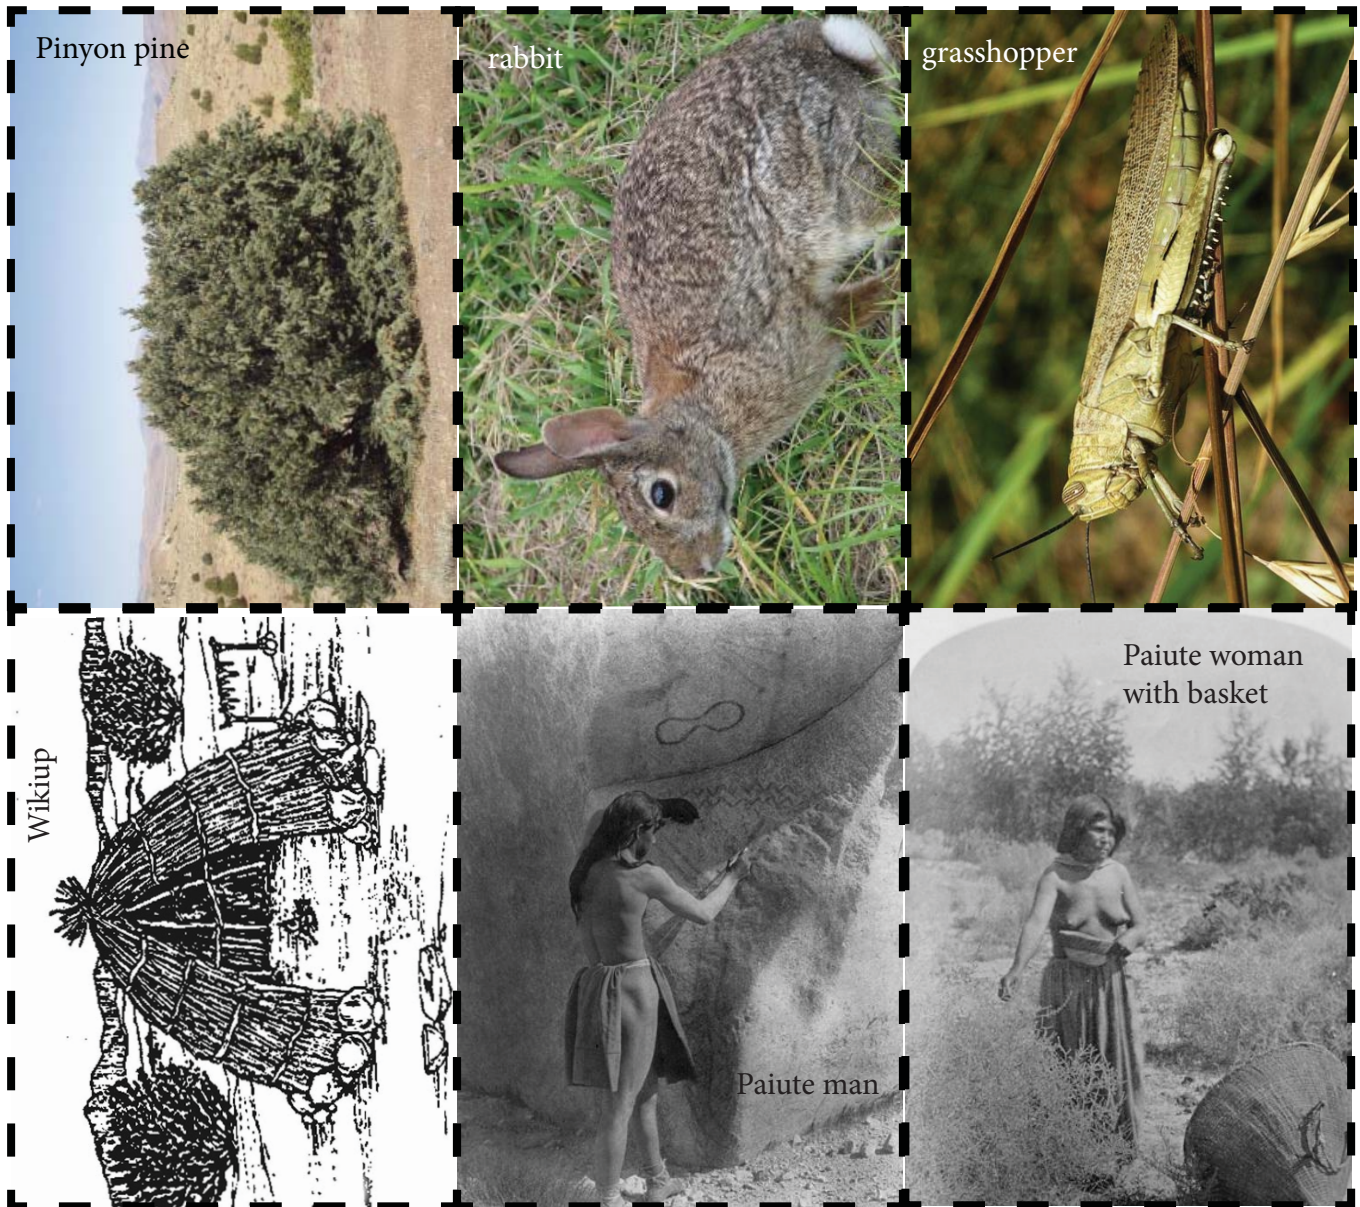 Pinyon pine
rabbit
grasshopper
Wikiup
Paiute man
Paiute woman
with basket